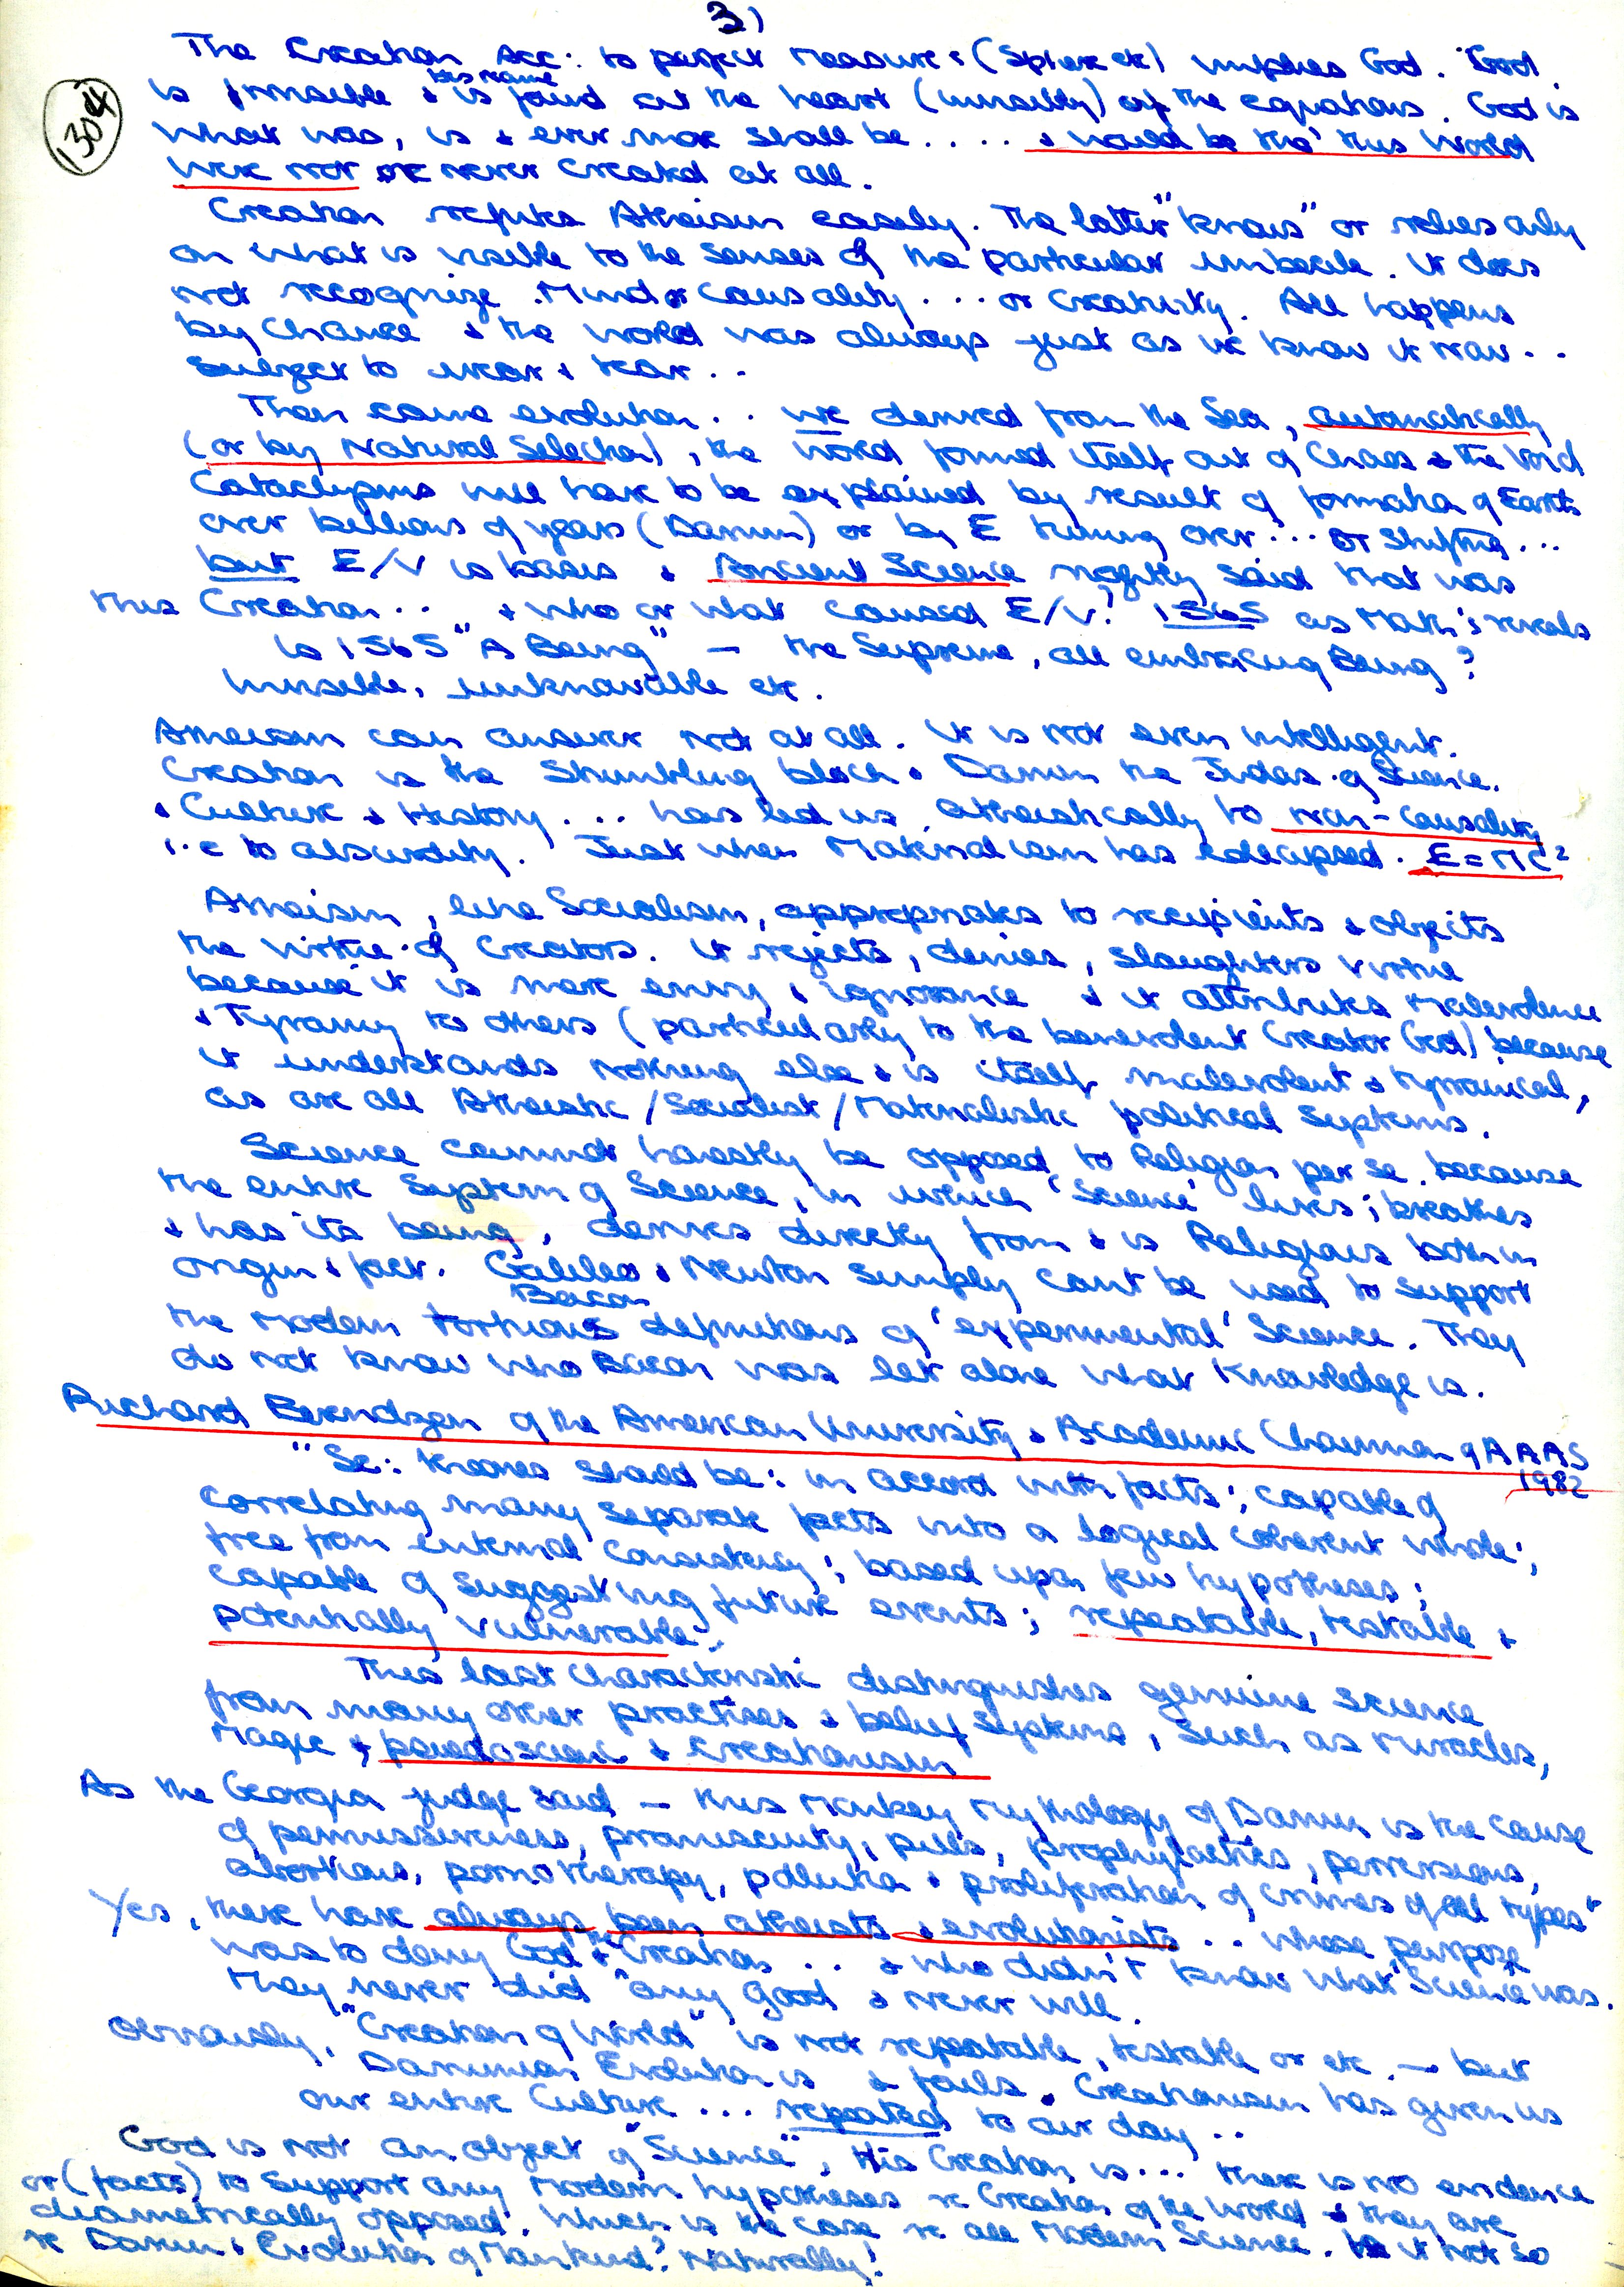 3)
1304
The Creation Acc: to perfect Measure: (Sphere etc) implies God. God
is invisible & his name is found at the heart (invisibly) of the equations. God is
what was, is & ever more shall be.... & would be tho' this World
were not or never Created at all.
Creation refutes Atheism easily. The latter "knows" or relies only
on what is visible to the senses of the particular imbecile. It does
not recognize Mind or Causality... or Creativity. All happens
by Chance & the World was always just as we know it now..
Subject to wear & tear..
Then came evolution.. we derived from the Sea, automatically
(or by Natural Selection), the World formed itself out of Chaos & the Void
Cataclysms will have to be explained by result of formation of Earth
over billions of years (Darwin) or by E turning over... or Shifting...
but E/V is basis & Ancient Science rightly said that was
this Creation.. & who or what caused E/V? 1565 as Math: reveals
Is 1565 "A Being" — the Supreme, all embracing Being?
Invisible, unknowable etc.
Atheism can answer not at all. It is not even intelligent.
Creation is the Stumbling block. Darwin the Judas of Science.
& Culture & History... has led us atheistically to non-causality
i.e to absurdity. Just when Materialism has collapsed. E=MC²
Atheism, like Socialism, appropriates to recipients & objects
the virtue of Creators. It rejects, denies, slaughters virtue
because it is mere envy & ignorance & it attributes Malevolence
& Tyranny to others (particularly to the benevolent Creator God) because
it understands nothing else & is itself malevolent & tyrannical,
as are all Atheistic/Socialist/Materialistic political Systems.
Science cannot honestly be opposed to Religion per se. because
the entire System of Science, in which 'Science' lives; breathes
& has its being, derives directly from & is Religious both in
origin & fact. Galileo & Newton simply can't be used to support
Bacon
the Modern tortuous definitions of 'experimental' Science. They
do not know who Bacon was let alone what Knowledge is.
Richard Berendzen of the American University & Academic Chairman of AAAS
1982
"Sc: theories should be: in accord with facts; capable of
correlating many separate facts into a logical coherent whole;
free from internal consistency; based upon few hypotheses;
capable of suggesting future events; repeatable, testable &
potentially vulnerable".
This last characteristic distinguishes genuine Science
from many other practices & belief systems, such as miracles,
Magic & pseudoscience & Creationism
As the Georgia judge said — this Monkey Mythology of Darwin is the cause
of permissiveness, promiscuity, pills, prophylactics, perversions,
abortions, pornotherapy, pollution & proliferation of crimes of all types"
Yes, there have always been atheists & evolutionists.. whose purpose
was to deny God & the Creation .. & who didn't know what Science was.
They never did any good & never will.
Obviously, "Creation of World" is not repeatable, testable or etc — but
Darwinian Evolution is & fails. Creationism has given us
our entire Culture... repeated to our day..
God is not an object of "Science", His Creation is... there is no evidence
or (facts) to support any Modern hypotheses re Creation of the World & they are
diametrically opposed. Which is the case re all Modern Science. Is it not so
re Darwin & Evolution of Mankind? Naturally!